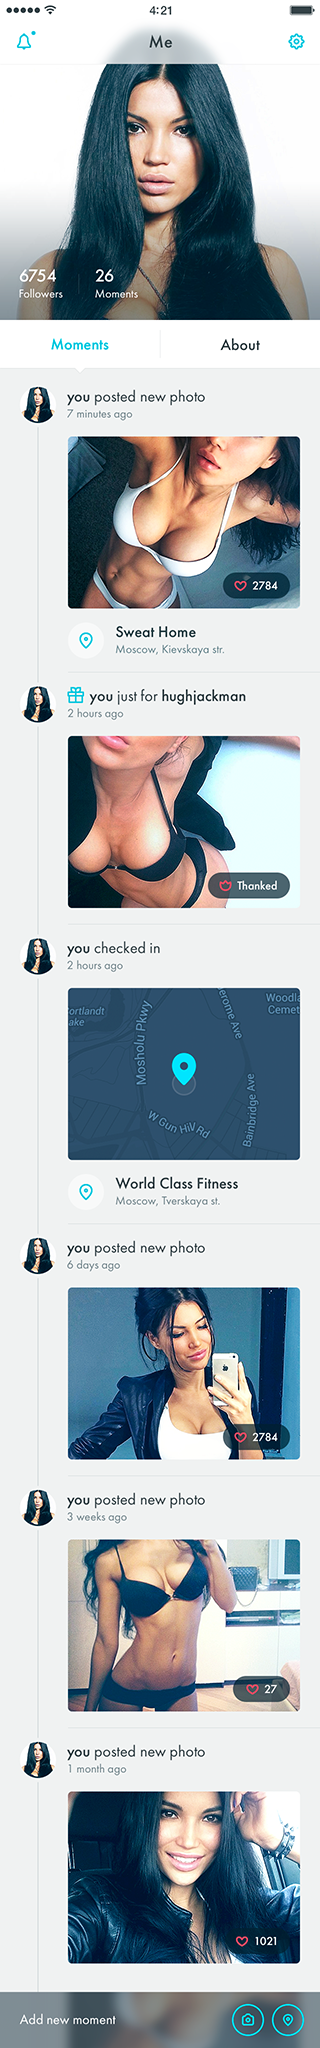 4:21
Me
6754
26
Followers
Moments
Moments
About
you posted new photo
7 minutes ago
2784
Sweat Home
Moscow, Kievskaya str.
you just for hughjackman
2 hours ago
Thanked
you checked in
2 hours ago
ortlandt
ake
Mosholu Pkwy
erome Ave
Woodla
Cemet
W Gun Hill Rd
Bainbridge Ave
World Class Fitness
Moscow, Tverskaya st.
you posted new photo
6 days ago
2784
you posted new photo
3 weeks ago
27
you posted new photo
1 month ago
1021
Add new moment